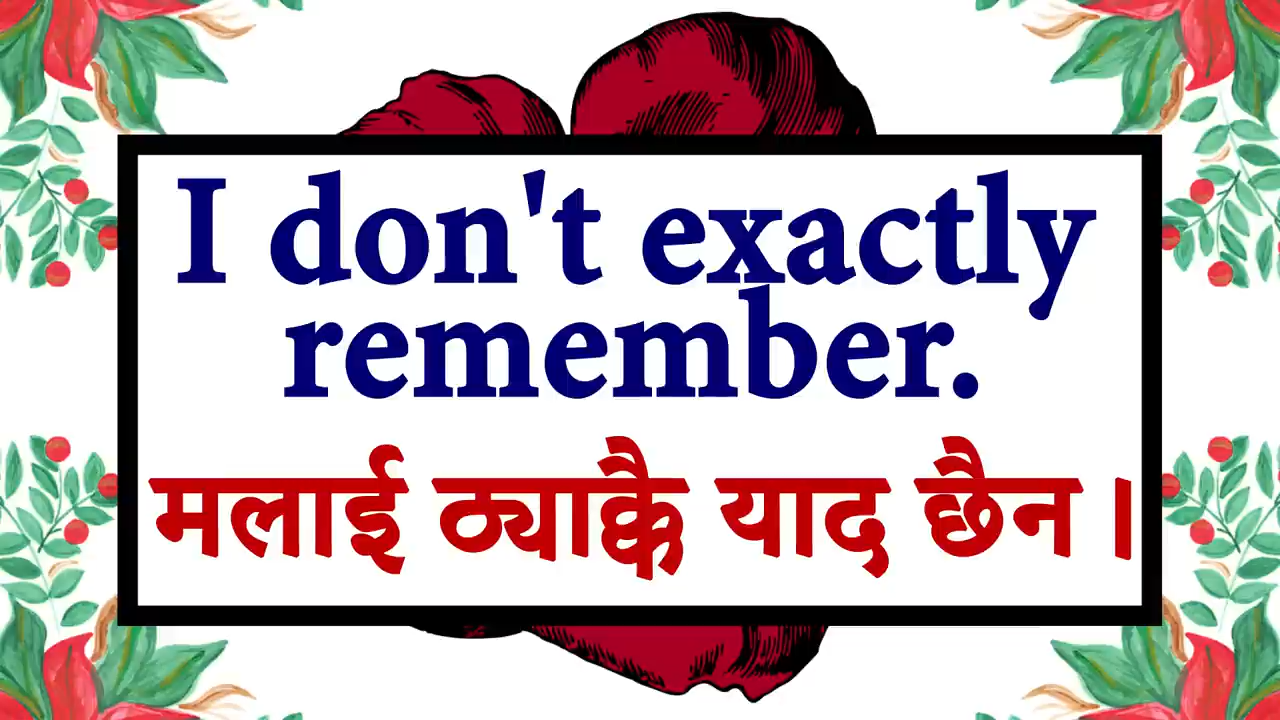 I don't exactly
remember.
मलाई ठ्याक्कै याद छैन ।